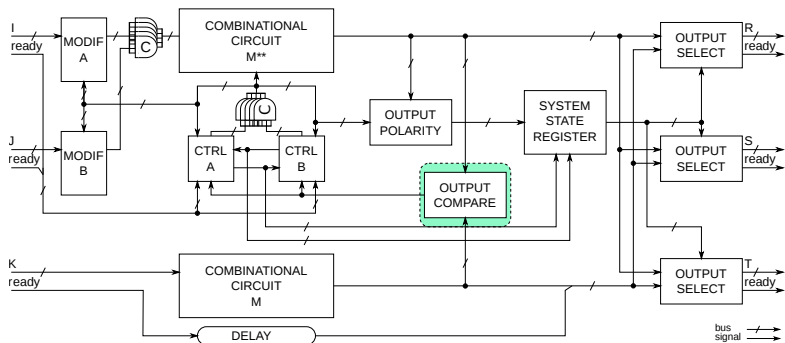 I
ready
MODIF
A
C
COMBINATIONAL
CIRCUIT
M**
OUTPUT
SELECT
R
ready
C
OUTPUT
POLARITY
SYSTEM
STATE
REGISTER
J
ready
MODIF
B
CTRL
A
CTRL
B
OUTPUT
SELECT
S
ready
OUTPUT
COMPARE
K
ready
COMBINATIONAL
CIRCUIT
M
OUTPUT
SELECT
T
ready
DELAY
bus
signal